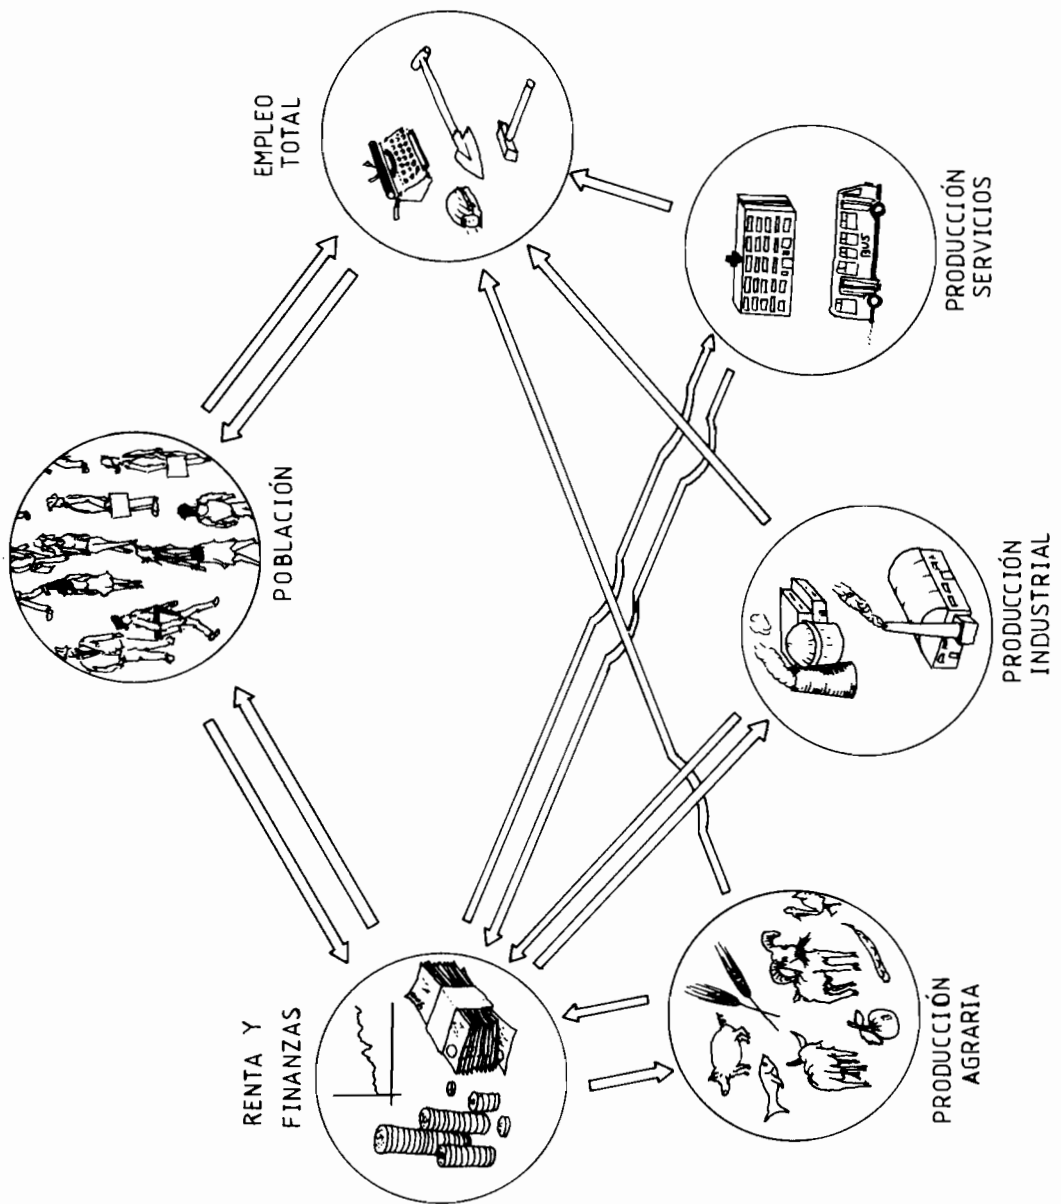 RENTA Y
FINANZAS
POBLACIÓN
EMPLEO
TOTAL
PRODUCCIÓN
AGRARIA
PRODUCCIÓN
INDUSTRIAL
BUS
PRODUCCIÓN
SERVICIOS